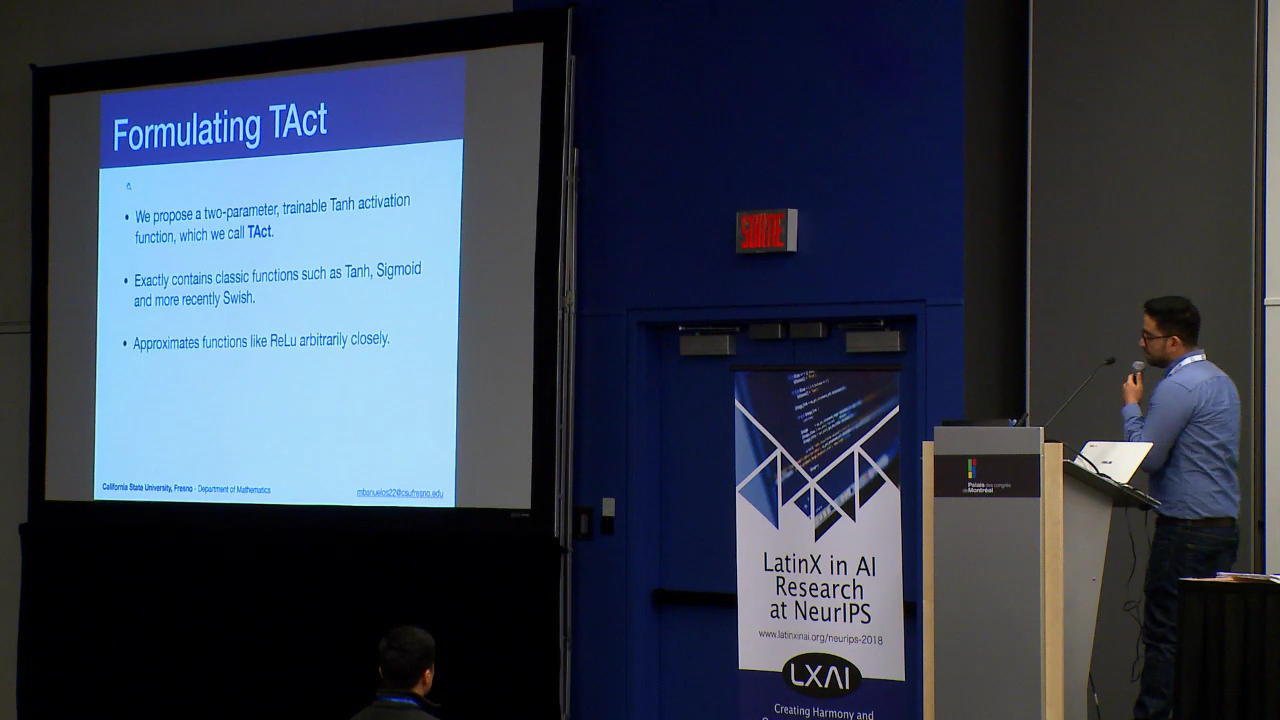 Formulating TAct
• We propose a two-parameter, trainable Tanh activation
function, which we call TAct.
• Exactly contains classic functions such as Tanh, Sigmoid
and more recently Swish.
• Approximates functions like ReLu arbitrarily closely.
California State University, Fresno - Department of Mathematics
mbanuelos22@csufresno.edu
SORTIE
LatinX in AI
Research
at NeurIPS
www.latinxinai.org/neurips-2018
LXAI
Creating Harmony and
Palais des congrès
de Montréal